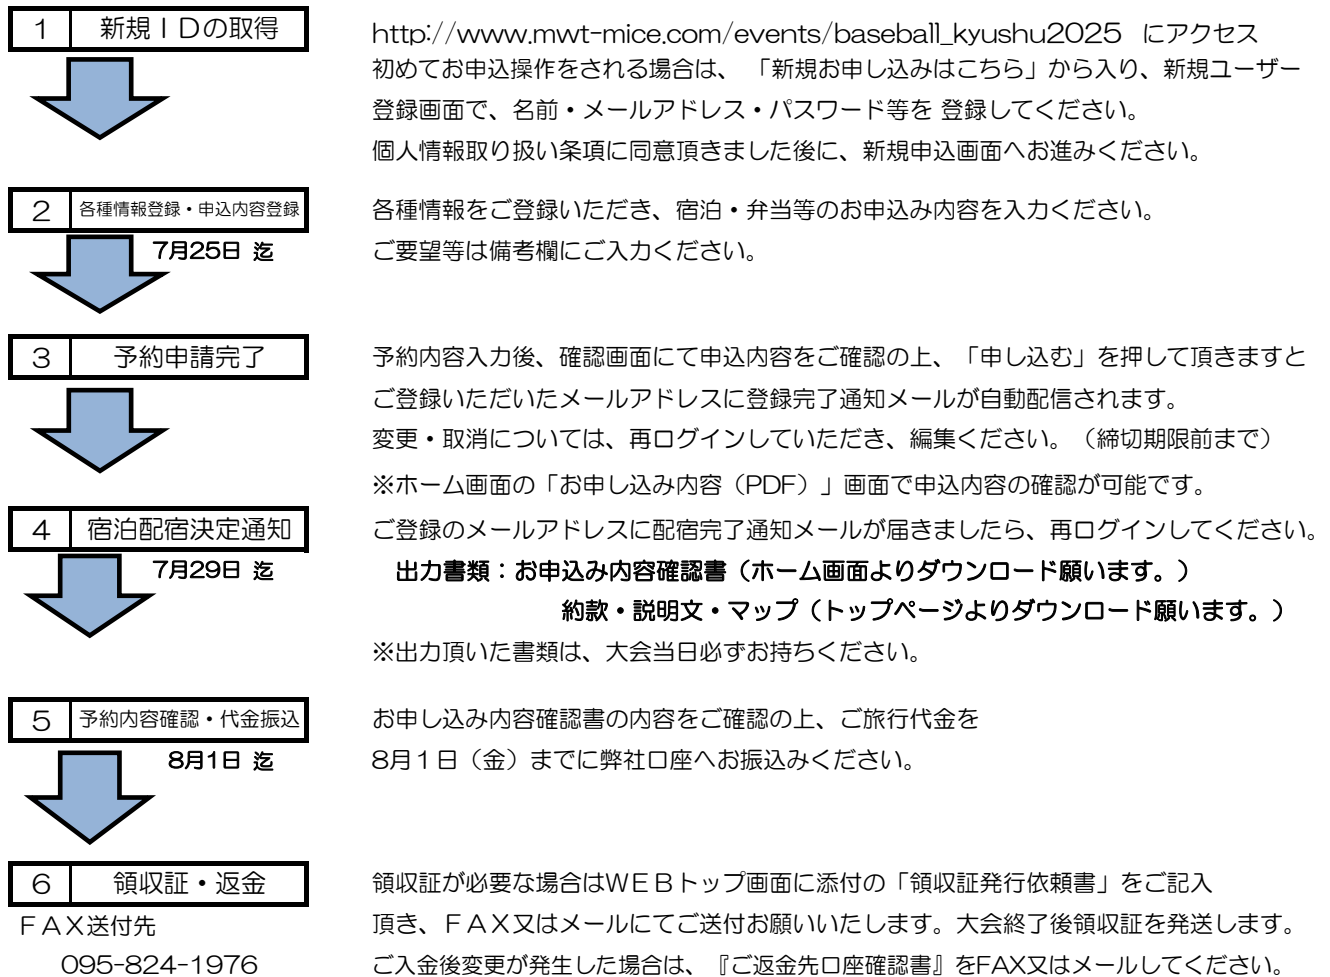 1 新規IDの取得
http://www.mwt-mice.com/events/baseball_kyushu2025 にアクセス
初めてお申込操作をされる場合は、「新規お申し込みはこちら」から入り、新規ユーザー
登録画面で、名前・メールアドレス・パスワード等を 登録してください。
個人情報取り扱い条項に同意頂きました後に、新規申込画面へお進みください。
2 各種情報登録・申込内容登録
7月25日 迄
各種情報をご登録いただき、宿泊・弁当等のお申込み内容を入力ください。
ご要望等は備考欄にご入力ください。
3 予約申請完了
予約内容入力後、確認画面にて申込内容をご確認の上、「申し込む」を押して頂きますと
ご登録いただいたメールアドレスに登録完了通知メールが自動配信されます。
変更・取消については、再ログインしていただき、編集ください。（締切期限前まで）
※ホーム画面の「お申し込み内容（PDF）」画面で申込内容の確認が可能です。
4 宿泊配宿決定通知
7月29日 迄
ご登録のメールアドレスに配宿完了通知メールが届きましたら、再ログインしてください。
出力書類：お申込み内容確認書（ホーム画面よりダウンロード願います。）
約款・説明文・マップ（トップページよりダウンロード願います。）
※出力頂いた書類は、大会当日必ずお持ちください。
5 予約内容確認・代金振込
8月1日 迄
お申し込み内容確認書の内容をご確認の上、ご旅行代金を
8月1日（金）までに弊社口座へお振込みください。
6 領収証・返金
FAX送付先
095-824-1976
領収証が必要な場合はWEBトップ画面に添付の「領収証発行依頼書」をご記入
頂き、FAX又はメールにてご送付お願いいたします。大会終了後領収証を発送します。
ご入金後変更が発生した場合は、『ご返金先口座確認書』をFAX又はメールしてください。